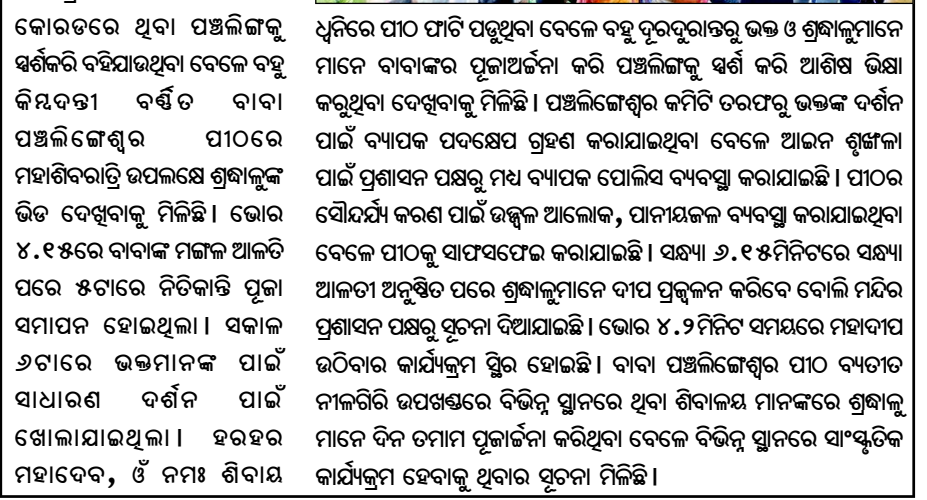 କୋରଡରେ ଥିବା ପଞ୍ଚଲିଙ୍ଗକୁ
ସ୍ପର୍ଶକରି ବହିଯାଉଥିବା ବେଳେ ବହୁ
କିମ୍ବଦନ୍ତୀ ବର୍ଣ୍ଣିତ ବାବା
ପଞ୍ଚଲିଙ୍ଗେଶ୍ୱର ପୀଠରେ
ମହାଶିବରାତ୍ରି ଉପଲକ୍ଷେ ଶ୍ରଦ୍ଧାଳୁଙ୍କ
ଭିଡ ଦେଖିବାକୁ ମିଳିଛି। ଭୋର
୪.୧୫ରେ ବାବାଙ୍କ ମଙ୍ଗଳ ଆଳତି
ପରେ ୫ଟାରେ ନିତିକାନ୍ତି ପୂଜା
ସମାପନ ହୋଇଥିଲା। ସକାଳ
୬ଟାରେ ଭକ୍ତମାନଙ୍କ ପାଇଁ
ସାଧାରଣ ଦର୍ଶନ ପାଇଁ
ଖୋଲାଯାଇଥିଲା। ହରହର
ମହାଦେବ, ଓଁ ନମଃ ଶିବାୟ
ଧ୍ୱନିରେ ପୀଠ ଫାଟି ପଡୁଥିବା ବେଳେ ବହୁ ଦୂରଦୁରାନ୍ତରୁ ଭକ୍ତ ଓ ଶ୍ରଦ୍ଧାଳୁମାନେ
ମାନେ ବାବାଙ୍କର ପୂଜାଅର୍ଚ୍ଚନା କରି ପଞ୍ଚଲିଙ୍ଗକୁ ସ୍ପର୍ଶ କରି ଆଶିଷ ଭିକ୍ଷା
କରୁଥିବା ଦେଖିବାକୁ ମିଳିଛି। ପଞ୍ଚଲିଙ୍ଗେଶ୍ୱର କମିଟି ତରଫରୁ ଭକ୍ତଙ୍କ ଦର୍ଶନ
ପାଇଁ ବ୍ୟାପକ ପଦକ୍ଷେପ ଗ୍ରହଣ କରାଯାଇଥିବା ବେଳେ ଆଇନ ଶୃଙ୍ଖଳା
ପାଇଁ ପ୍ରଶାସନ ପକ୍ଷରୁ ମଧ୍ୟ ବ୍ୟାପକ ପୋଲିସ ବ୍ୟବସ୍ଥା କରାଯାଇଛି। ପୀଠର
ସୌନ୍ଦର୍ଯ୍ୟ କରଣ ପାଇଁ ଉଜ୍ଜ୍ୱଳ ଆଲୋକ, ପାନୀୟଜଳ ବ୍ୟବସ୍ଥା କରାଯାଇଥିବା
ବେଳେ ପୀଠକୁ ସାଫସଫେଇ କରାଯାଇଛି। ସନ୍ଧ୍ୟା ୬.୧୫ମିନିଟରେ ସନ୍ଧ୍ୟା
ଆଳତୀ ଅନୁଷ୍ଠିତ ପରେ ଶ୍ରଦ୍ଧାଳୁମାନେ ଦୀପ ପ୍ରଜ୍ଜ୍ୱଳନ କରିବେ ବୋଲି ମନ୍ଦିର
ପ୍ରଶାସନ ପକ୍ଷରୁ ସୂଚନା ଦିଆଯାଇଛି। ଭୋର ୪.୨ମିନିଟ ସମୟରେ ମହାଦୀପ
ଉଠିବାର କାର୍ଯ୍ୟକ୍ରମ ସ୍ଥିର ହୋଇଛି। ବାବା ପଞ୍ଚଲିଙ୍ଗେଶ୍ୱର ପୀଠ ବ୍ୟତୀତ
ନୀଳଗିରି ଉପଖଣ୍ଡରେ ବିଭିନ୍ନ ସ୍ଥାନରେ ଥିବା ଶିବାଳୟ ମାନଙ୍କରେ ଶ୍ରଦ୍ଧାଳୁ
ମାନେ ଦିନ ତମାମ ପୂଜାର୍ଚ୍ଚନା କରିଥିବା ବେଳେ ବିଭିନ୍ନ ସ୍ଥାନରେ ସାଂସ୍କୃତିକ
କାର୍ଯ୍ୟକ୍ରମ ହେବାକୁ ଥିବାର ସୂଚନା ମିଳିଛି।